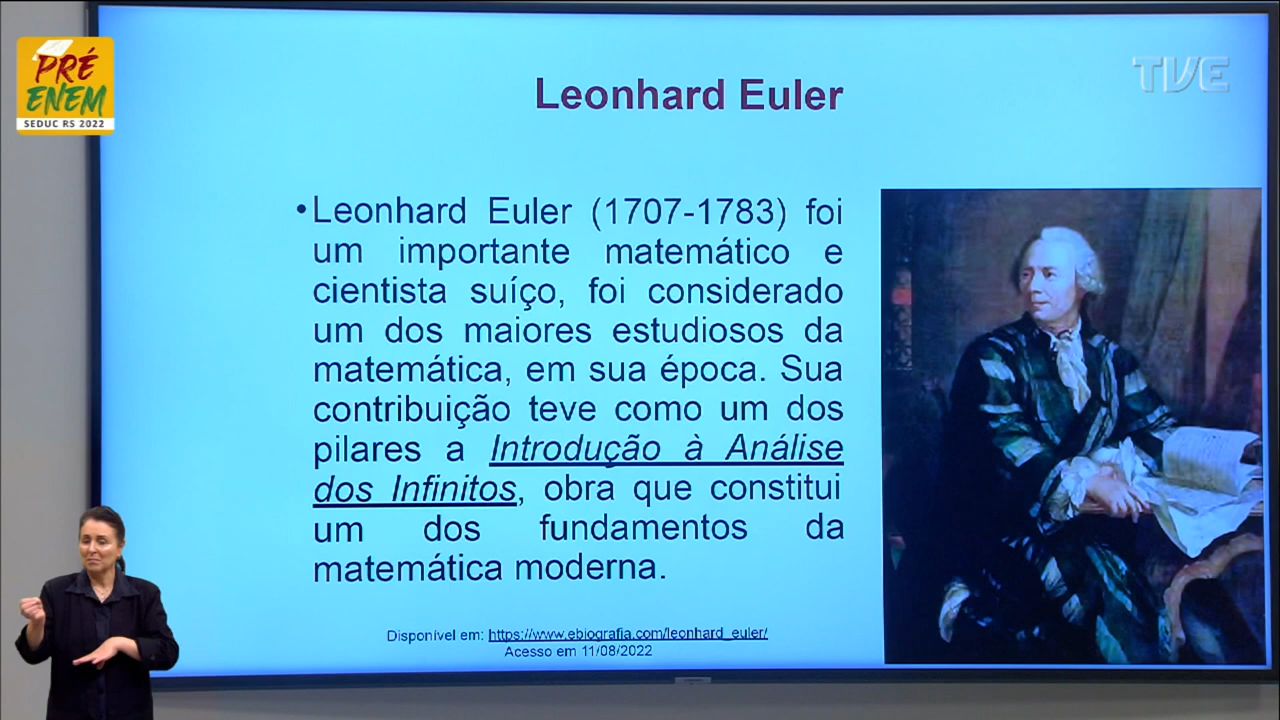 PRÉ
ENEM
SEDUC RS 2022
TVE
Leonhard Euler
•Leonhard Euler (1707-1783) foi
um importante matemático e
cientista suíço, foi considerado
um dos maiores estudiosos da
matemática, em sua época. Sua
contribuição teve como um dos
pilares a Introdução à Análise
dos Infinitos, obra que constitui
um dos fundamentos da
matemática moderna.
Disponível em: https://www.ebiografia.com/leonhard_euler/
Acesso em 11/08/2022